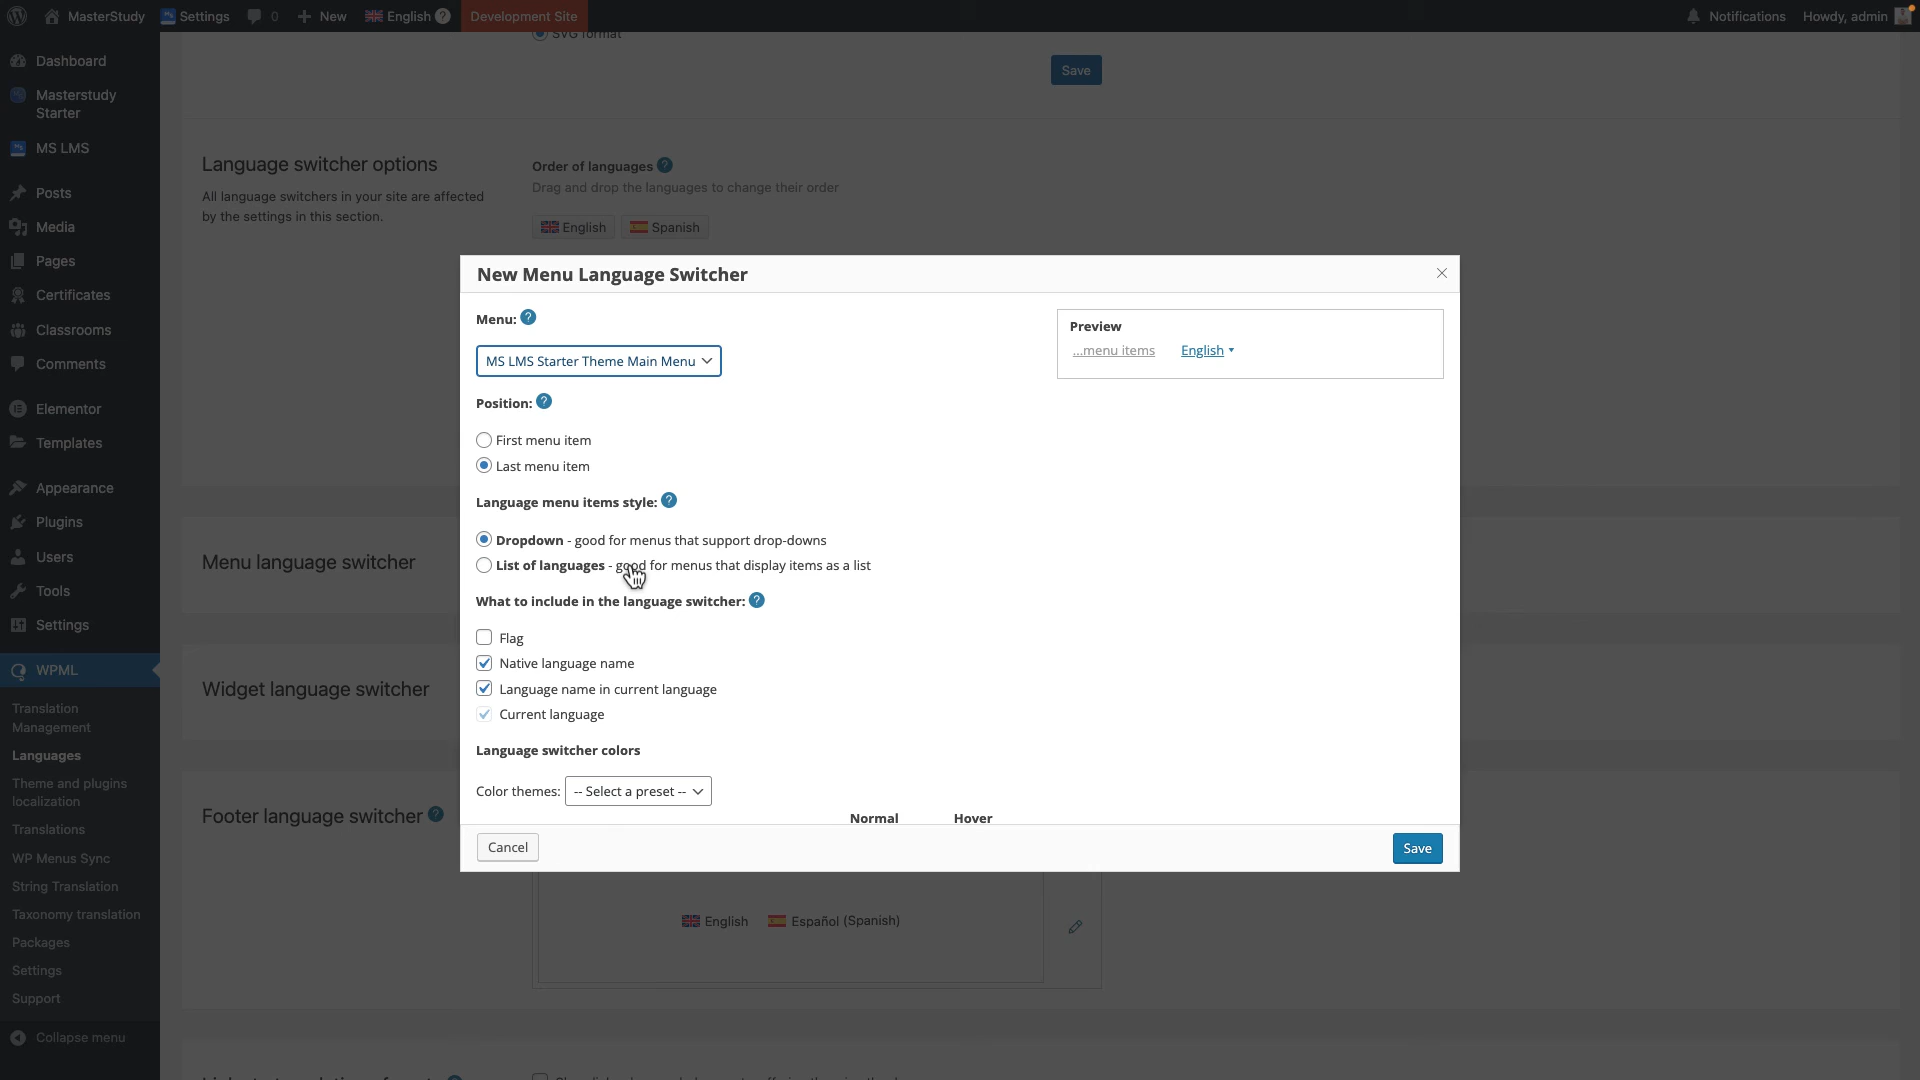 MasterStudy
Settings
0
New
English
Development Site
Notifications
Howdy, admin
Dashboard
Masterstudy
Starter
MS LMS
Posts
Media
Pages
Certificates
Classrooms
Comments
Elementor
Templates
Appearance
Plugins
Users
Tools
Settings
WPML
Translation
Management
Languages
Theme and plugins
localization
Translations
WP Menus Sync
String Translation
Taxonomy translation
Packages
Settings
Support
Collapse menu
SVG format
Save
Language switcher options
All language switchers in your site are affected
by the settings in this section.
Order of languages ?
Drag and drop the languages to change their order
English
Spanish
Menu language switcher
Widget language switcher
Footer language switcher ?
English
Español (Spanish)
New Menu Language Switcher
Menu: ?
MS LMS Starter Theme Main Menu
Position: ?
First menu item
Last menu item
Language menu items style: ?
Dropdown - good for menus that support drop-downs
List of languages - good for menus that display items as a list
What to include in the language switcher: ?
Flag
Native language name
Language name in current language
Current language
Language switcher colors
Color themes: -- Select a preset --
Normal
Hover
Cancel
Save
Preview
...menu items
English